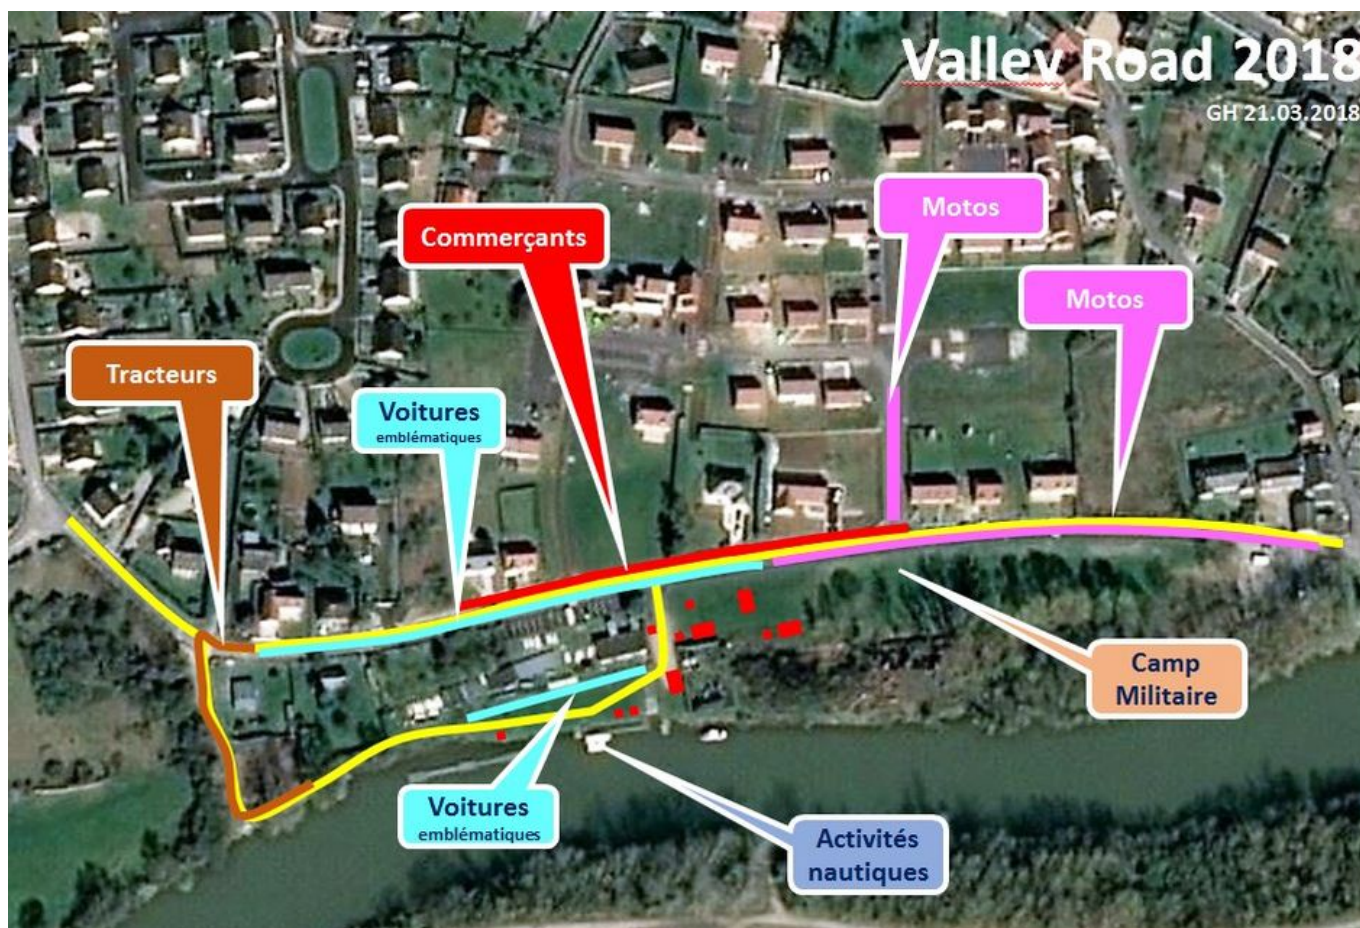 Valley Road 2018
GH 21.03.2018
Motos
Commerçants
Motos
Tracteurs
Voitures
emblématiques
Camp
Militaire
Voitures
emblématiques
Activités
nautiques